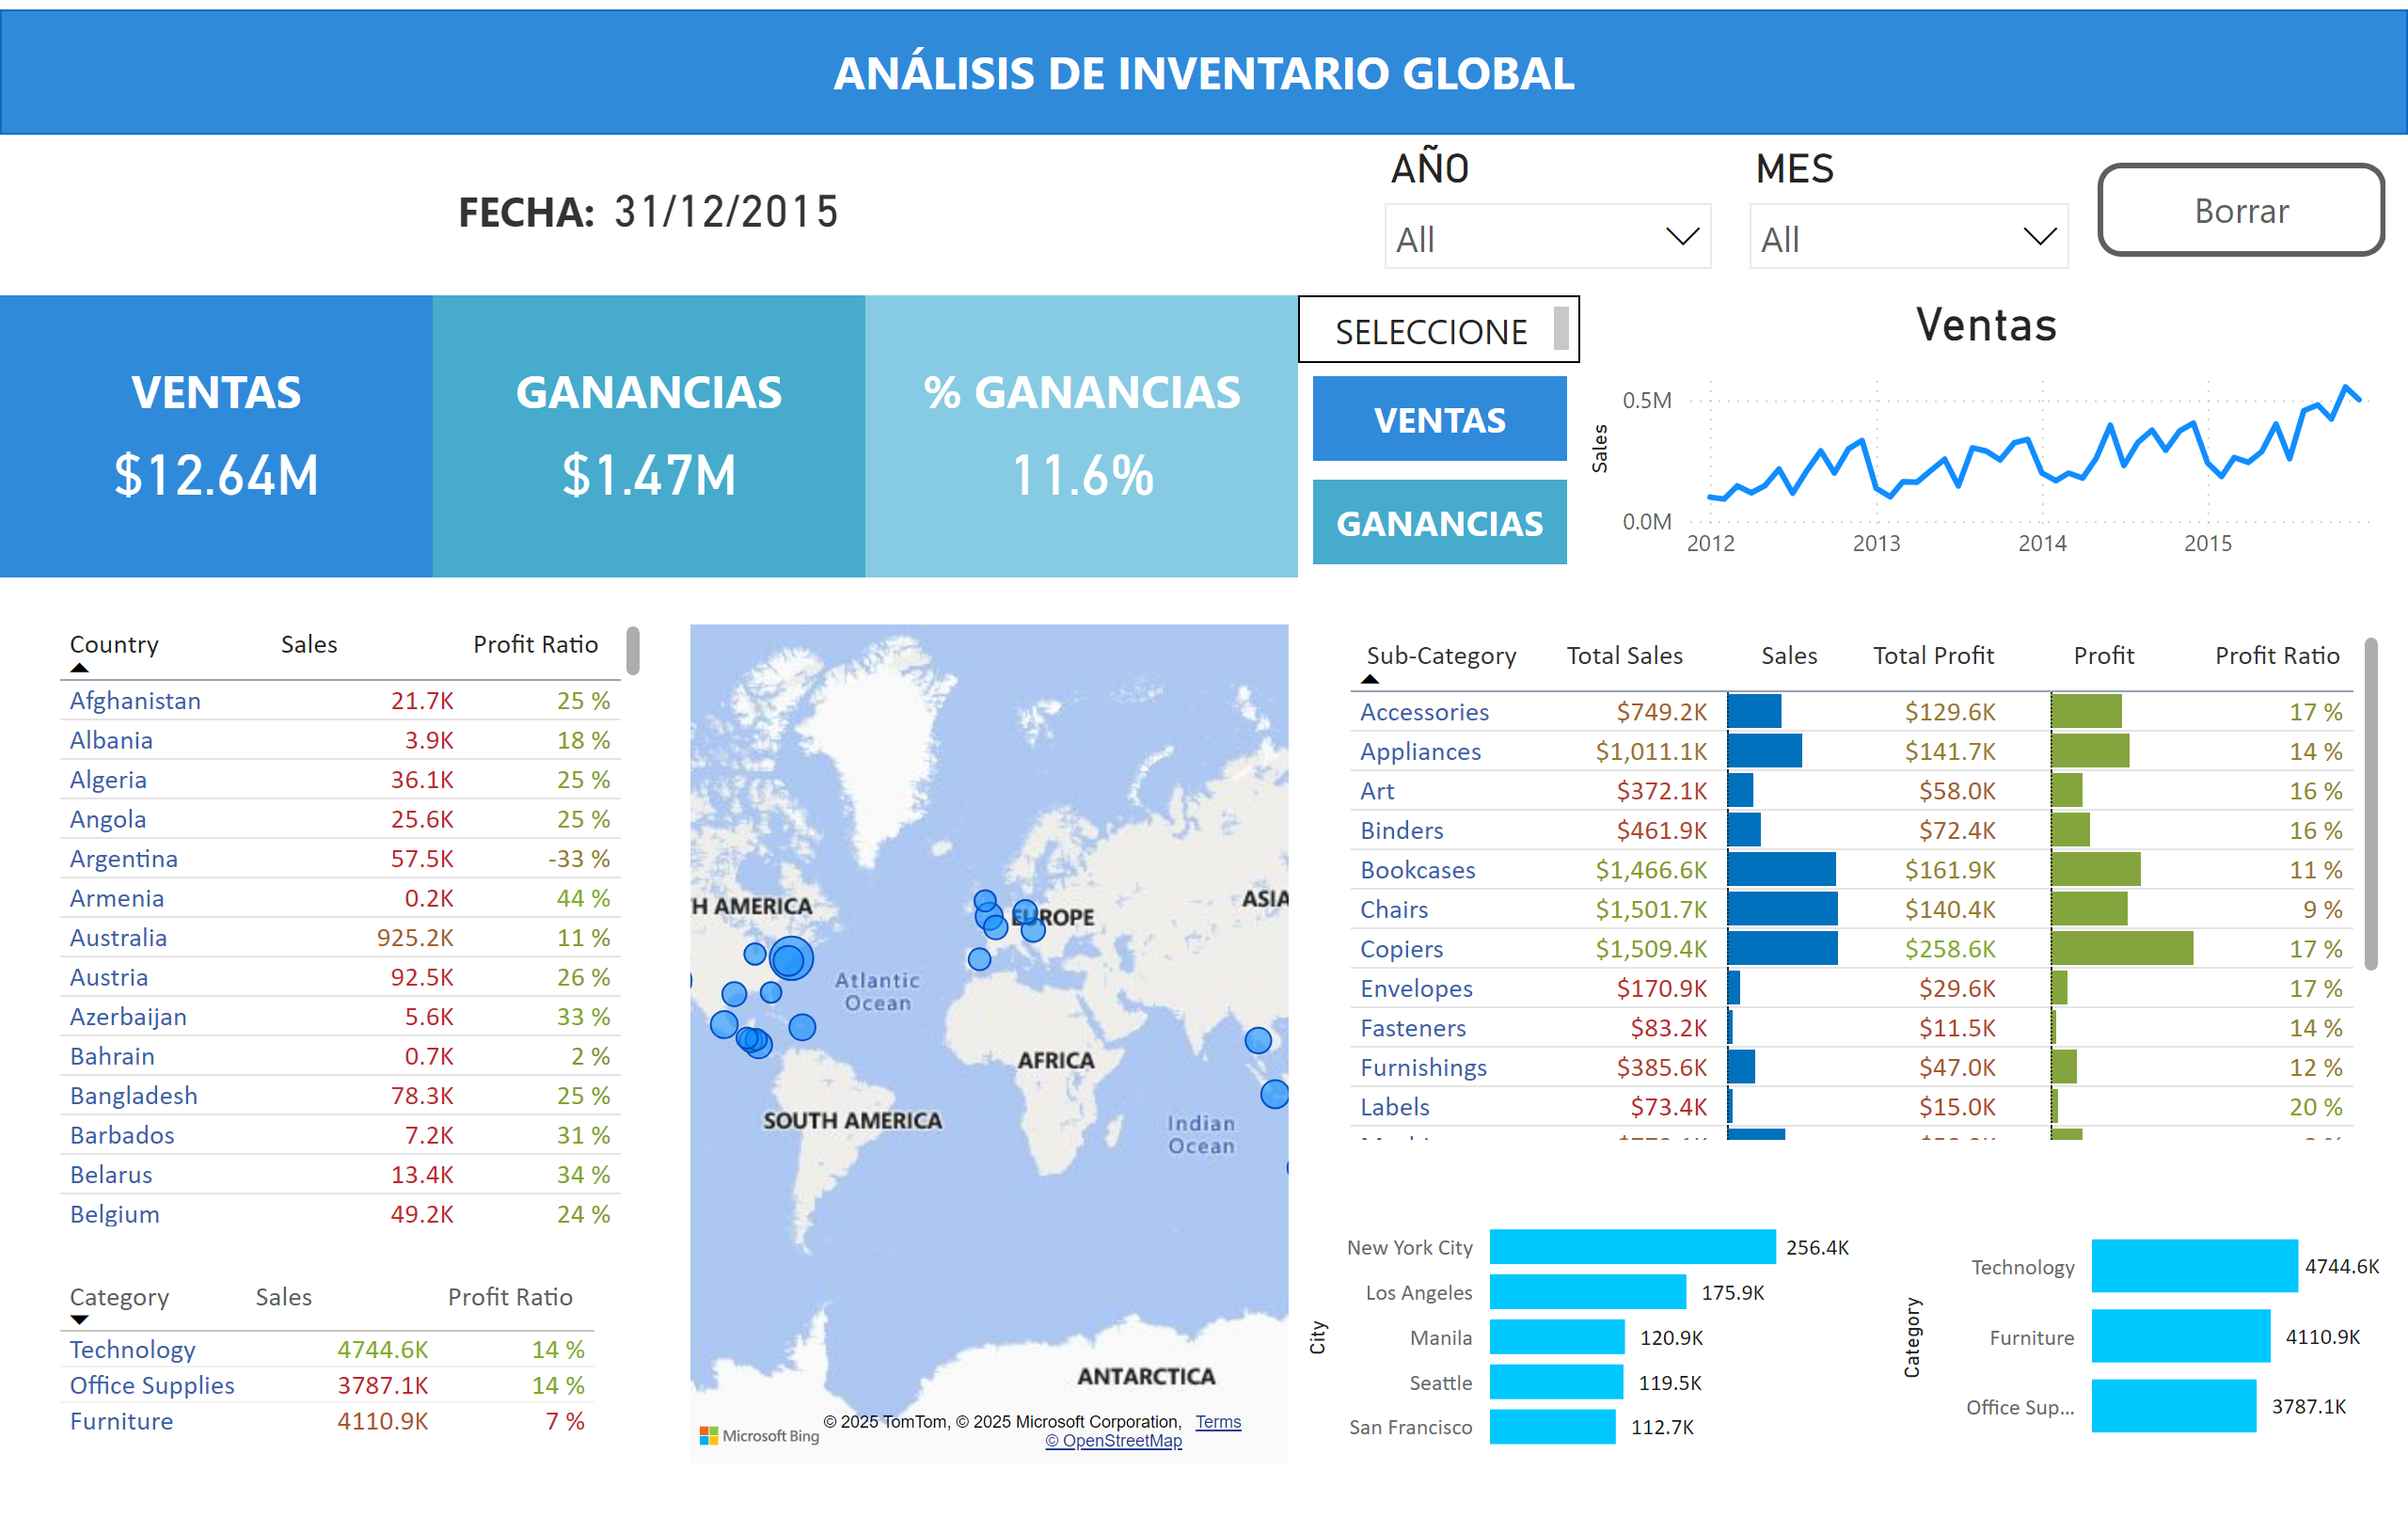 ANÁLISIS DE INVENTARIO GLOBAL
FECHA: 31/12/2015
AÑO
All
MES
All
Borrar
VENTAS
$12.64M
GANANCIAS
$1.47M
% GANANCIAS
11.6%
SELECCIONE
VENTAS
GANANCIAS
Ventas
Sales
0.5M
0.0M
2012 2013 2014 2015
Country Sales Profit Ratio
Afghanistan 21.7K 25 %
Albania 3.9K 18 %
Algeria 36.1K 25 %
Angola 25.6K 25 %
Argentina 57.5K -33 %
Armenia 0.2K 44 %
Australia 925.2K 11 %
Austria 92.5K 26 %
Azerbaijan 5.6K 33 %
Bahrain 0.7K 2 %
Bangladesh 78.3K 25 %
Barbados 7.2K 31 %
Belarus 13.4K 34 %
Belgium 49.2K 24 %
Category Sales Profit Ratio
Technology 4744.6K 14 %
Office Supplies 3787.1K 14 %
Furniture 4110.9K 7 %
H AMERICA
EUROPE
ASIA
Atlantic
Ocean
AFRICA
SOUTH AMERICA
Indian
Ocean
ANTARCTICA
Microsoft Bing
© 2025 TomTom, © 2025 Microsoft Corporation, Terms
© OpenStreetMap
Sub-Category Total Sales Sales Total Profit Profit Profit Ratio
Accessories $749.2K $129.6K 17 %
Appliances $1,011.1K $141.7K 14 %
Art $372.1K $58.0K 16 %
Binders $461.9K $72.4K 16 %
Bookcases $1,466.6K $161.9K 11 %
Chairs $1,501.7K $140.4K 9 %
Copiers $1,509.4K $258.6K 17 %
Envelopes $170.9K $29.6K 17 %
Fasteners $83.2K $11.5K 14 %
Furnishings $385.6K $47.0K 12 %
Labels $73.4K $15.0K 20 %
City
New York City 256.4K
Los Angeles 175.9K
Manila 120.9K
Seattle 119.5K
San Francisco 112.7K
Category
Technology 4744.6K
Furniture 4110.9K
Office Sup... 3787.1K